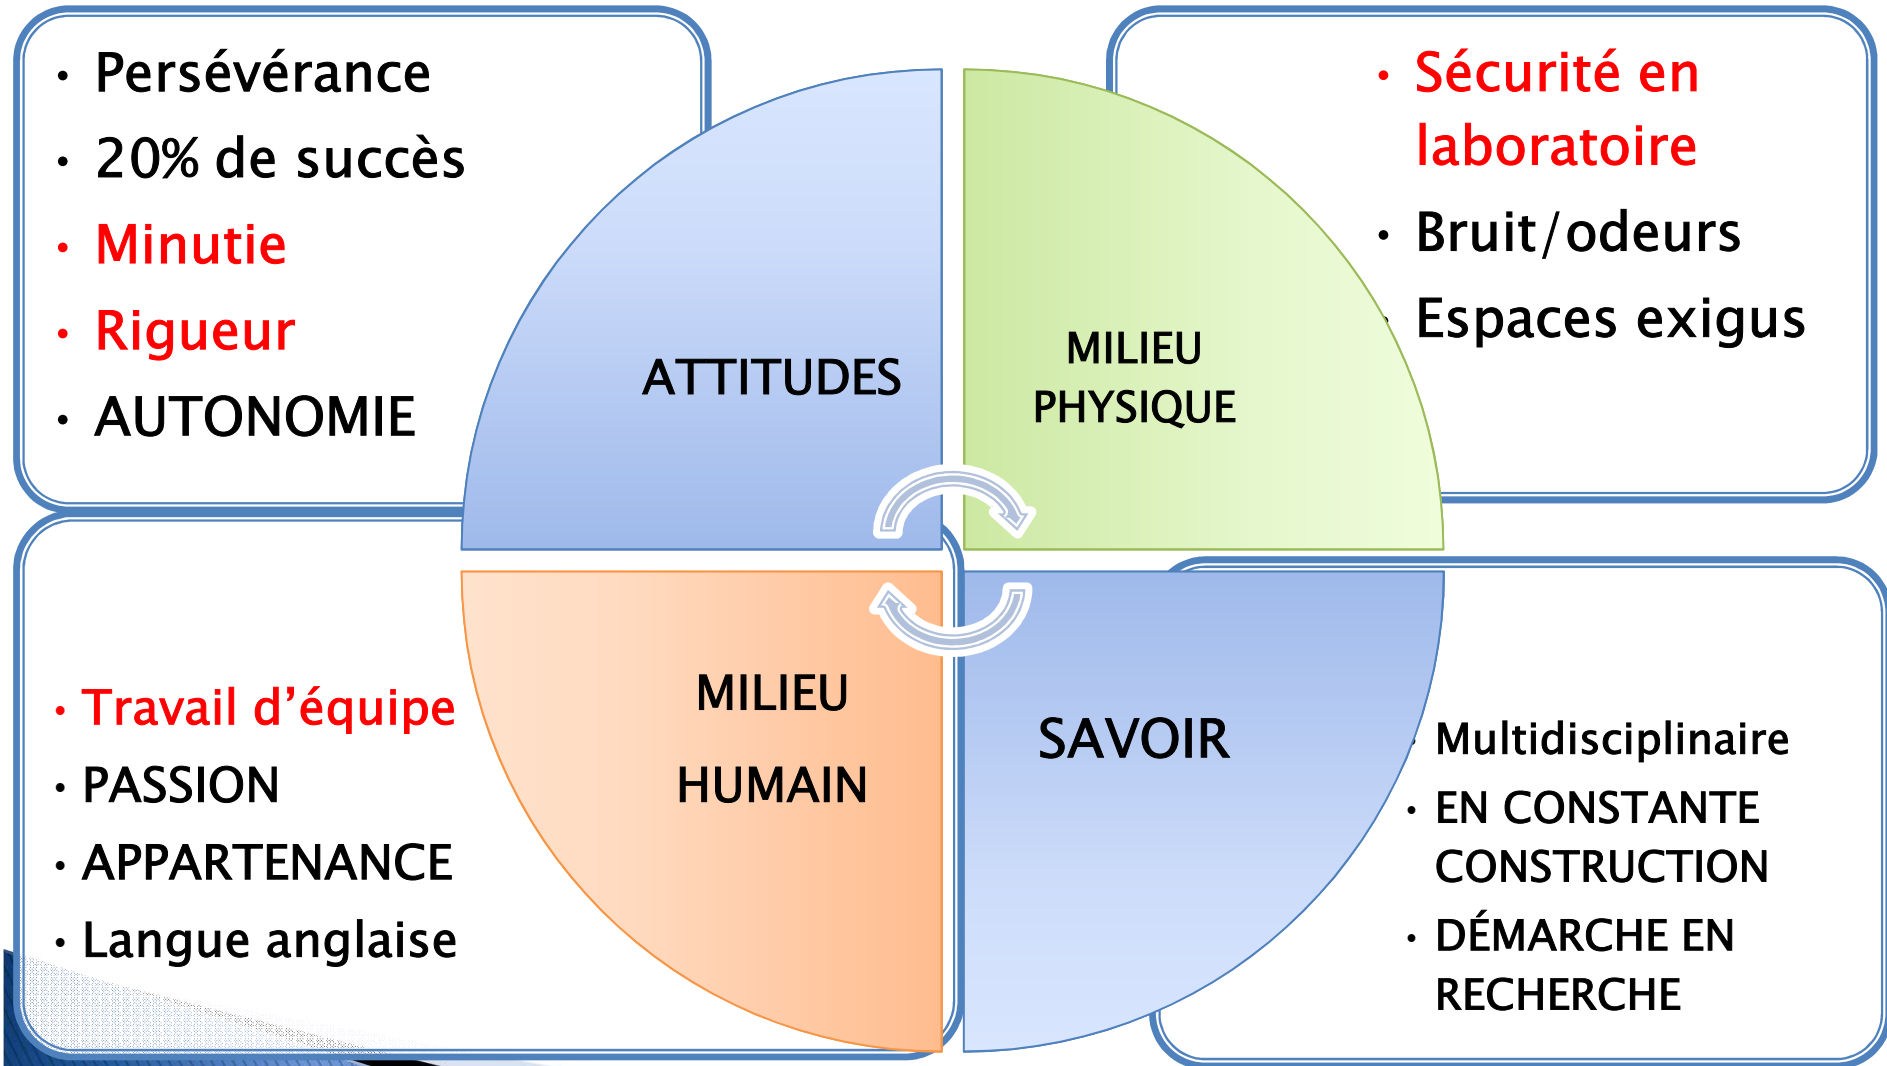 • Persévérance
• 20% de succès
• Minutie
• Rigueur
• AUTONOMIE
ATTITUDES
• Sécurité en
laboratoire
• Bruit/odeurs
• Espaces exigus
MILIEU
PHYSIQUE
• Travail d’équipe
• PASSION
• APPARTENANCE
• Langue anglaise
MILIEU
HUMAIN
SAVOIR
• Multidisciplinaire
• EN CONSTANTE
CONSTRUCTION
• DÉMARCHE EN
RECHERCHE